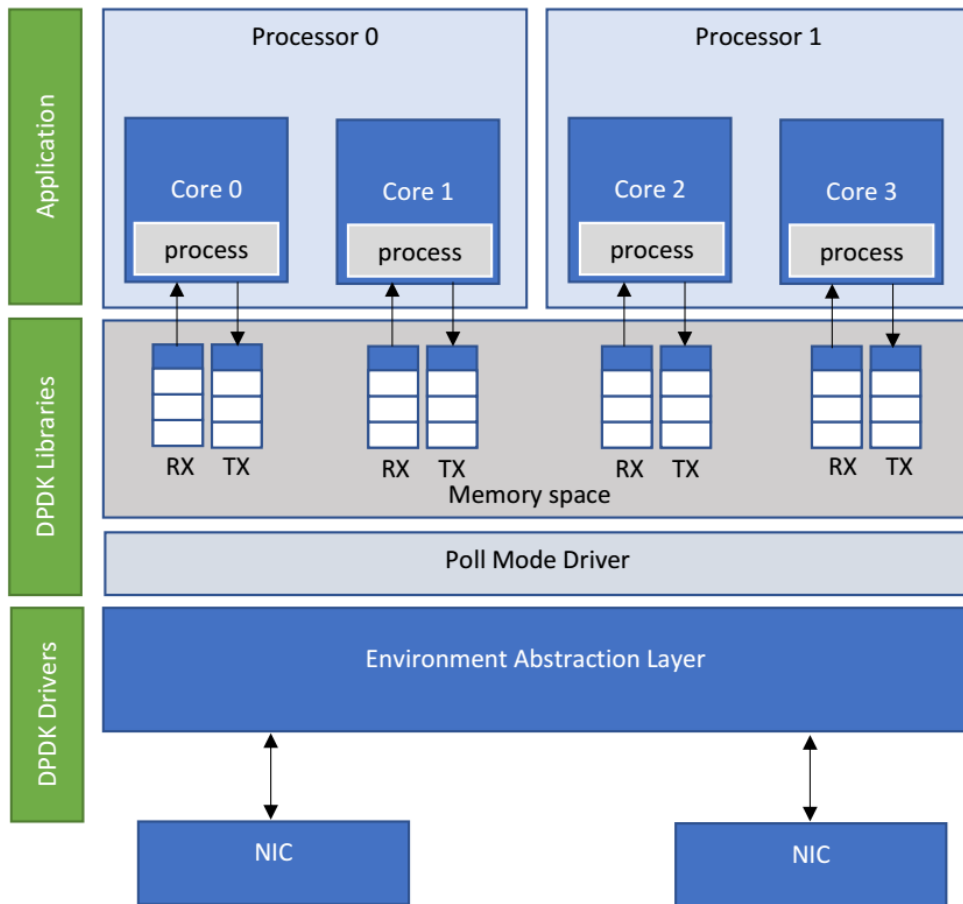 Application
Processor 0
Processor 1
Core 0
process
Core 1
process
Core 2
process
Core 3
process
DPDK Libraries
RX
TX
RX
TX
RX
TX
RX
TX
Memory space
Poll Mode Driver
DPDK Drivers
Environment Abstraction Layer
NIC
NIC